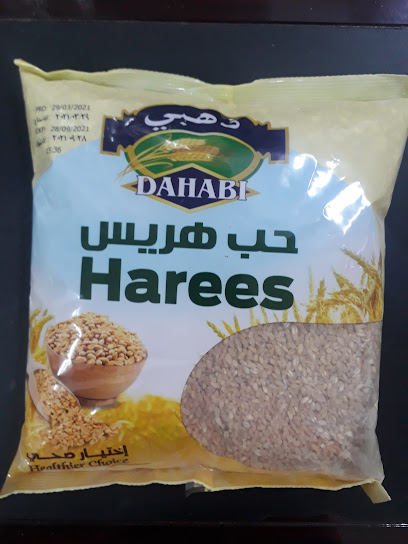 PRO 29/03/2021
٢٠٢١/٠٣/٢٩
EXP 28/09/2021
٢٠٢١/٠٩/٢٨
ذهبي
DAHABI
حب هريس
Harees
إختيار صحي
Healthier Choice